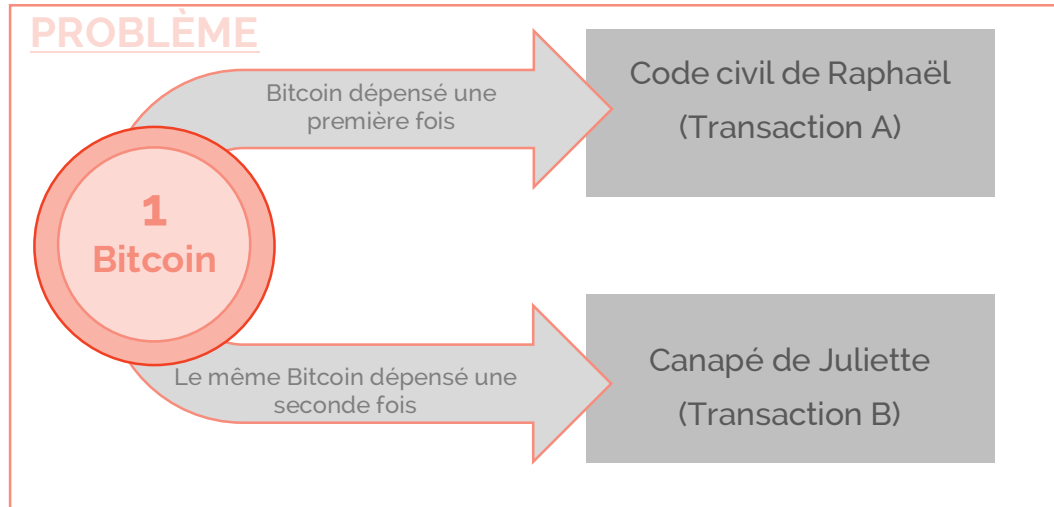 PROBLÈME
Bitcoin dépensé une
première fois
Code civil de Raphaël
(Transaction A)
1
Bitcoin
Le même Bitcoin dépensé une
seconde fois
Canapé de Juliette
(Transaction B)